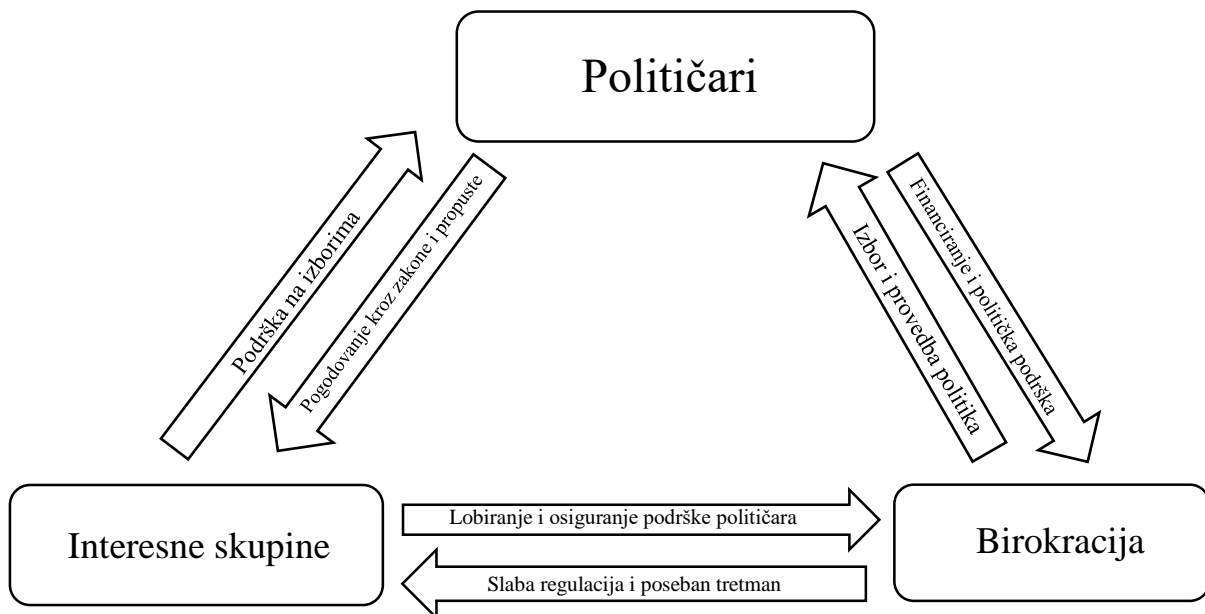 Političari
Podrška na izborima
Pogodovanje kroz zakone i propuste
Izbor i provedba politika
Financiranje i politička podrška
Interesne skupine
Lobiranje i osiguranje podrške političara
Slaba regulacija i poseban tretman
Birokracija